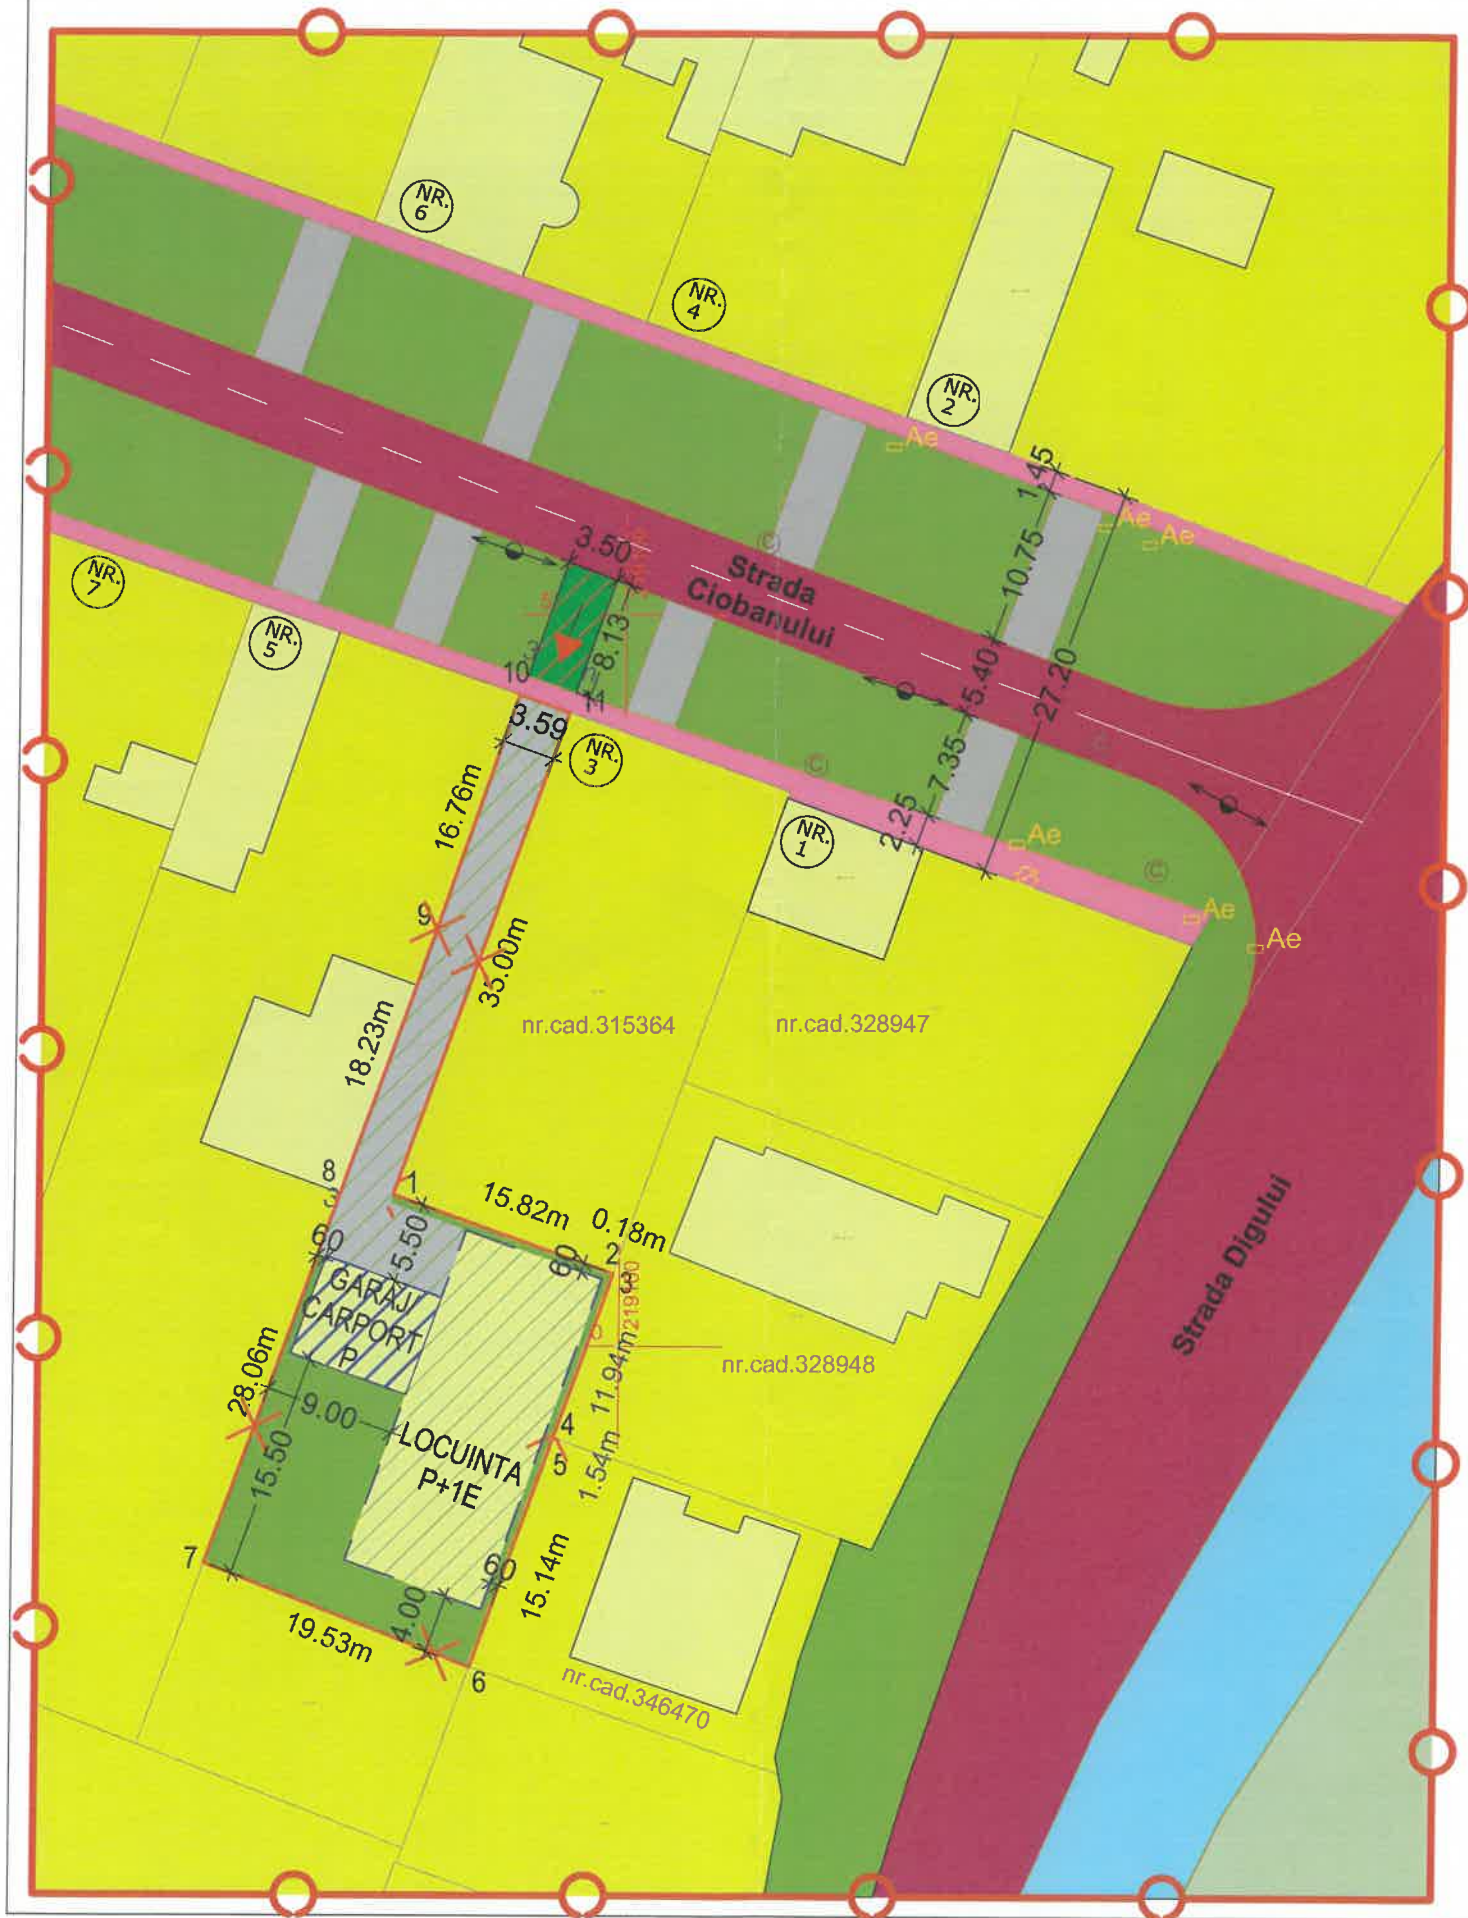 NR.
6
NR.
4
NR.
2
Ae
1.45
Ae
Ae
10.75
3.50
©
Strada
Ciobanului
NR.
7
NR.
5
8.13
5.40
27.20
10
11
3.59
NR.
3
7.35
2.25
NR.
1
Ae
©
©
16.76m
9
Ae
Ae
35.00m
nr.cad.315364
nr.cad.328947
18.23m
8
1
15.82m
0.18m
60
5.50
60
2
3
219100
GARAJ/
CARPORT
P
Strada Digului
nr.cad.328948
28.06m
11.94m
9.00
4
5
LOCUINTA
P+1E
15.50
1.54m
7
60
15.14m
4.00
19.53m
6
nr.cad.346470